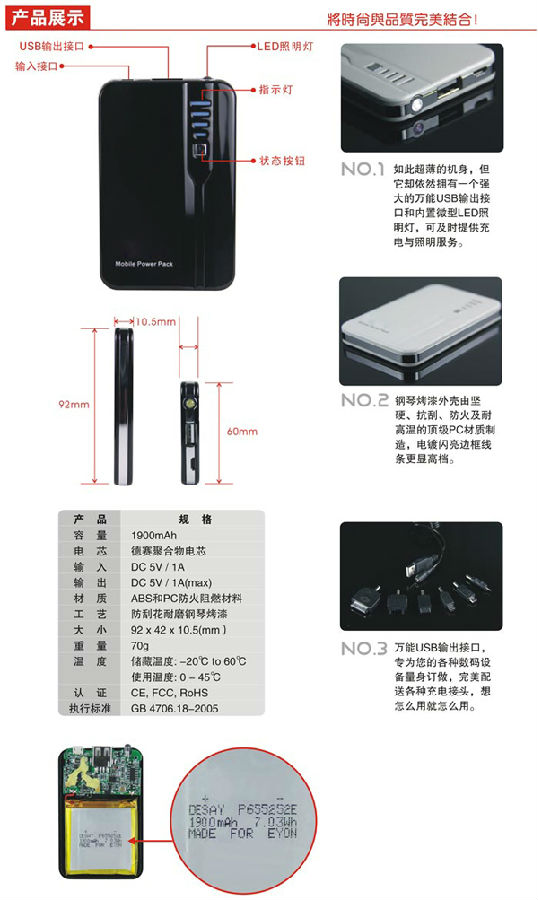 产品展示
將時尙與品質完美結合！
USB输出接口
输入接口
LED照明灯
指示灯
状态按钮
Mobile Power Pack
NO.1
如此超薄的机身，但
它却依然拥有一个强
大的万能USB输出接
口和内置微型LED照
明灯，可及时提供充
电与照明服务。
10.5mm
92mm
60mm
NO.2
钢琴烤漆外壳由坚
硬、抗刮、防火及耐
高温的顶级PC材质制
造，电镀闪亮边框线
条更显高档。
产 品 规 格
容 量 1900mAh
电 芯 德赛聚合物电芯
输 入 DC 5V / 1A
输 出 DC 5V / 1A(max)
材 质 ABS和PC防火阻燃材料
工 艺 防刮花耐磨钢琴烤漆
大 小 92 x 42 x 10.5(mm)
重 量 70g
温 度 储藏温度: -20℃ to 60℃
使用温度: 0 - 45℃
认 证 CE, FCC, RoHS
执行标准 GB 4706.18-2005
NO.3
万能USB输出接口，
专为您的各种数码设
备量身订做，完美配
送各种充电接头，想
怎么用就怎么用。
DESAY P655252E
1900mAh 7.03Wh
MADE FOR EYON
DESAY P655252E
1900mAh 7.03Wh
MADE FOR EYON